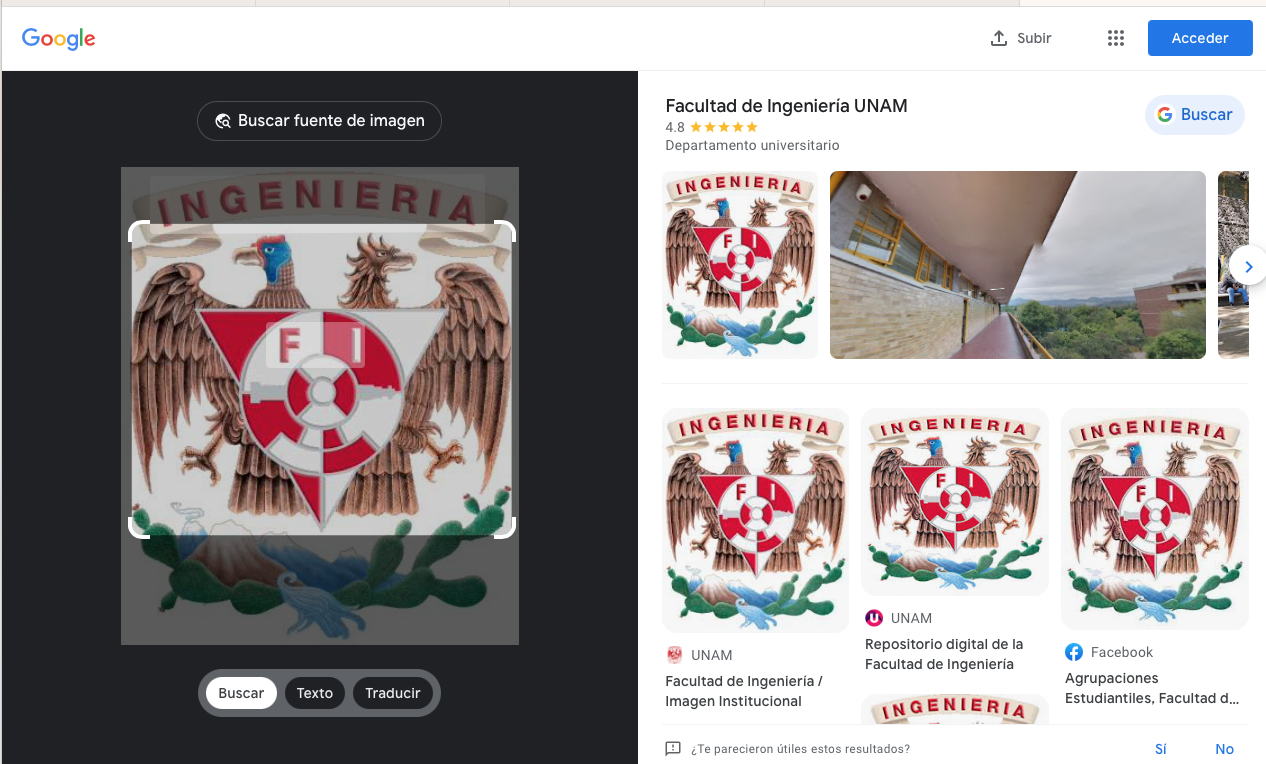 Google
Subir
Acceder
Buscar fuente de imagen
INGENIERIA
F I
Buscar
Texto
Traducir
Facultad de Ingeniería UNAM
4.8
Departamento universitario
Buscar
INGENIERIA
F I
INGENIERIA
F I
UNAM
Facultad de Ingeniería /
Imagen Institucional
INGENIERIA
F I
UNAM
Repositorio digital de la
Facultad de Ingeniería
INGENIERIA
INGENIERIA
F I
Facebook
Agrupaciones
Estudiantiles, Facultad d...
¿Te parecieron útiles estos resultados?
Sí
No